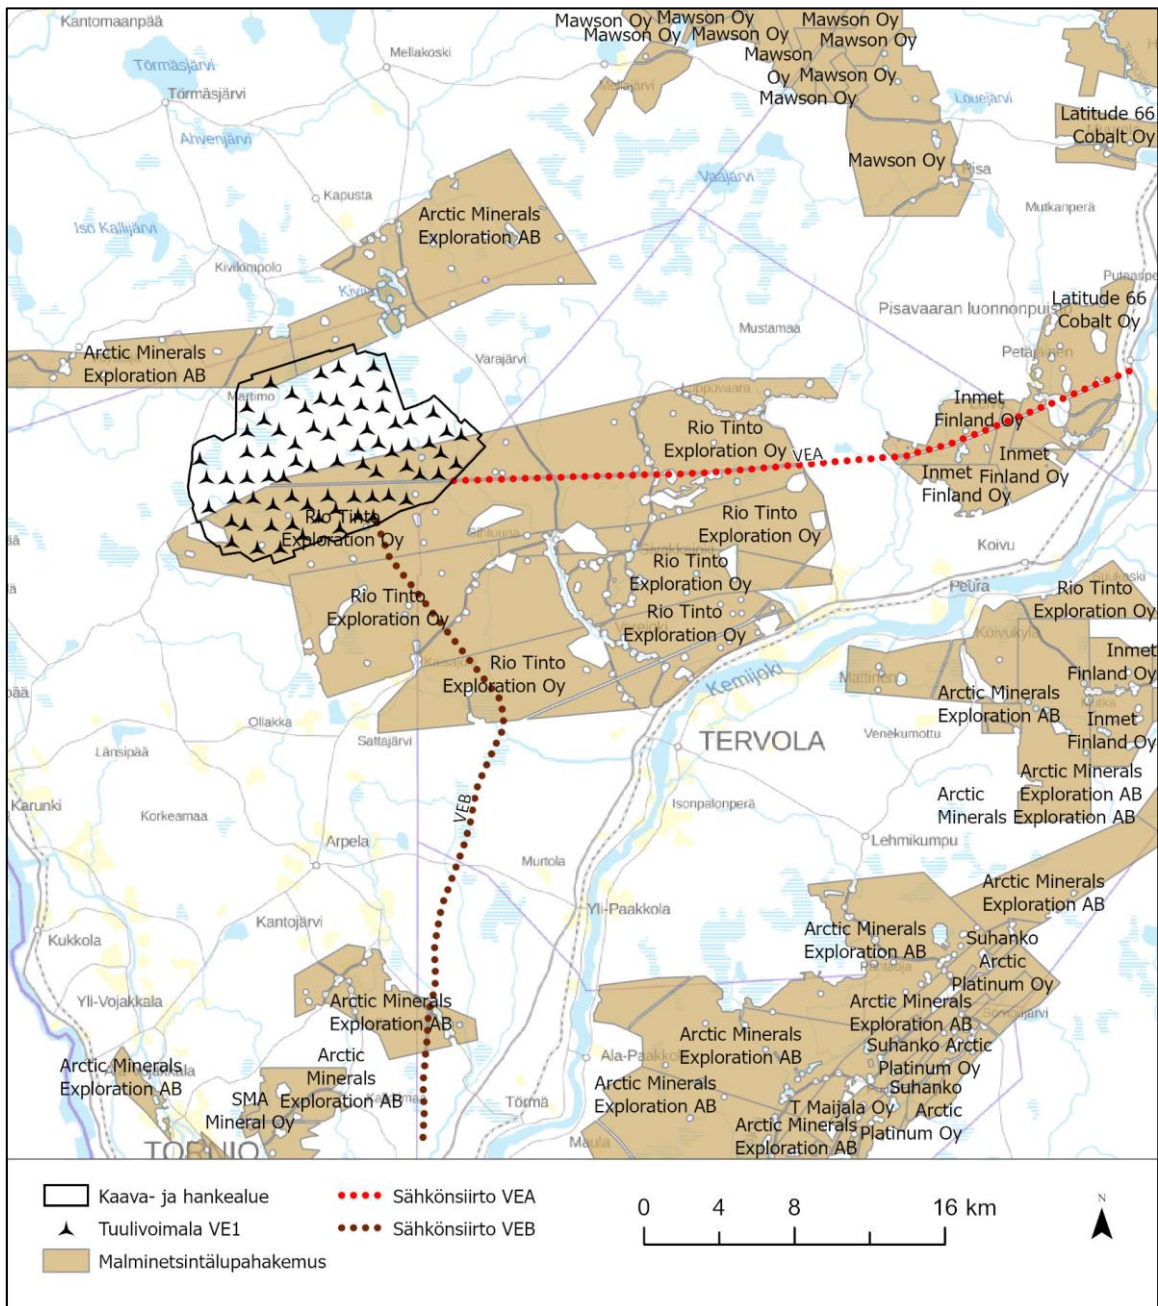 Kantomaanpää
Mellakoski
Törmäsjärvi
Törmäsjärvi
Ahvenjärvi
Kapusta
Iso Kallijärvi
Kivilompolo
Mawson Oy
Mawson Oy
Mawson Oy
Mawson Oy
Mawson Oy
Mawson Oy
Mawson
Oy
Mawson Oy
Mawson Oy
Mellajärvi
Louejärvi
Vaajärvi
Mawson Oy
Pisa
Latitude 66
Cobalt Oy
Mutkanperä
Arctic Minerals
Exploration AB
Pisavaaran luonnonpuisto
Latitude 66
Cobalt Oy
Mustamaa
Petäjäinen
Arctic Minerals
Exploration AB
Varajärvi
Martimo
Inmet
Finland Oy
Rio Tinto
Exploration Oy
VEA
Inmet
Finland Oy
Inmet
Finland Oy
Rio Tinto
Exploration Oy
Rio Tinto
Exploration Oy
Sivakkajoki
Rio Tinto
Exploration Oy
Koivu
Peura
Rio Tinto
Exploration Oy
Rio Tinto
Exploration Oy
Varejoki
Rio Tinto
Exploration Oy
Koivukylä
Inmet
Finland Oy
Rio Tinto
Exploration Oy
Kemijoki
Mattinen
Arctic Minerals
Exploration AB
Inmet
Finland Oy
Ollakka
Sattajärvi
Länsipää
TERVOLA
Venekumottu
Karunki
Korkeamaa
VEB
Isonpalonperä
Arctic Minerals
Exploration AB
Arctic
Minerals
Exploration AB
Arpela
Murtola
Lehmikumpu
Kantojärvi
Yli-Paakkola
Arctic Minerals
Exploration AB
Kukkola
Arctic Minerals
Exploration AB
Suhanko
Arctic
Platinum Oy
Yli-Vojakkala
Arctic Minerals
Exploration AB
Arctic Minerals
Exploration AB
Sompujärvi
Arctic Minerals
Exploration AB
Suhanko Arctic
Platinum Oy
Ala-Paakkola
Arctic Minerals
Exploration AB
Arctic Minerals
Exploration AB
Arctic
Minerals
Exploration AB
SMA
Mineral Oy
Törmä
Suhanko
Arctic
Platinum Oy
T Maijala Oy
Arctic Minerals
Exploration AB
Maula
TORNIO
Kaava- ja hankealue
Tuulivoimala VE1
Malminetsintälupahakemus
Sähkönsiirto VEA
Sähkönsiirto VEB
0 4 8 16 km
N